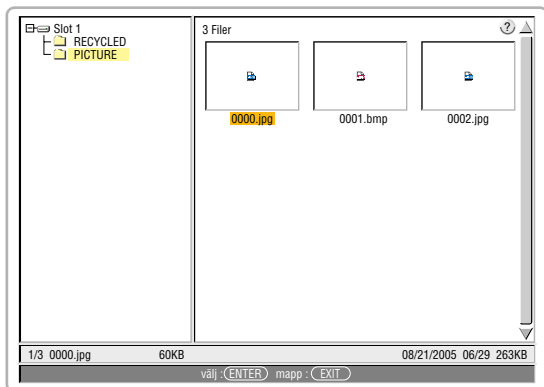 Slot 1
RECYCLED
PICTURE
3 Filer
?
0000.jpg 0001.bmp 0002.jpg
1/3 0000.jpg 60KB 08/21/2005 06/29 263KB
välj :ENTER mapp :EXIT